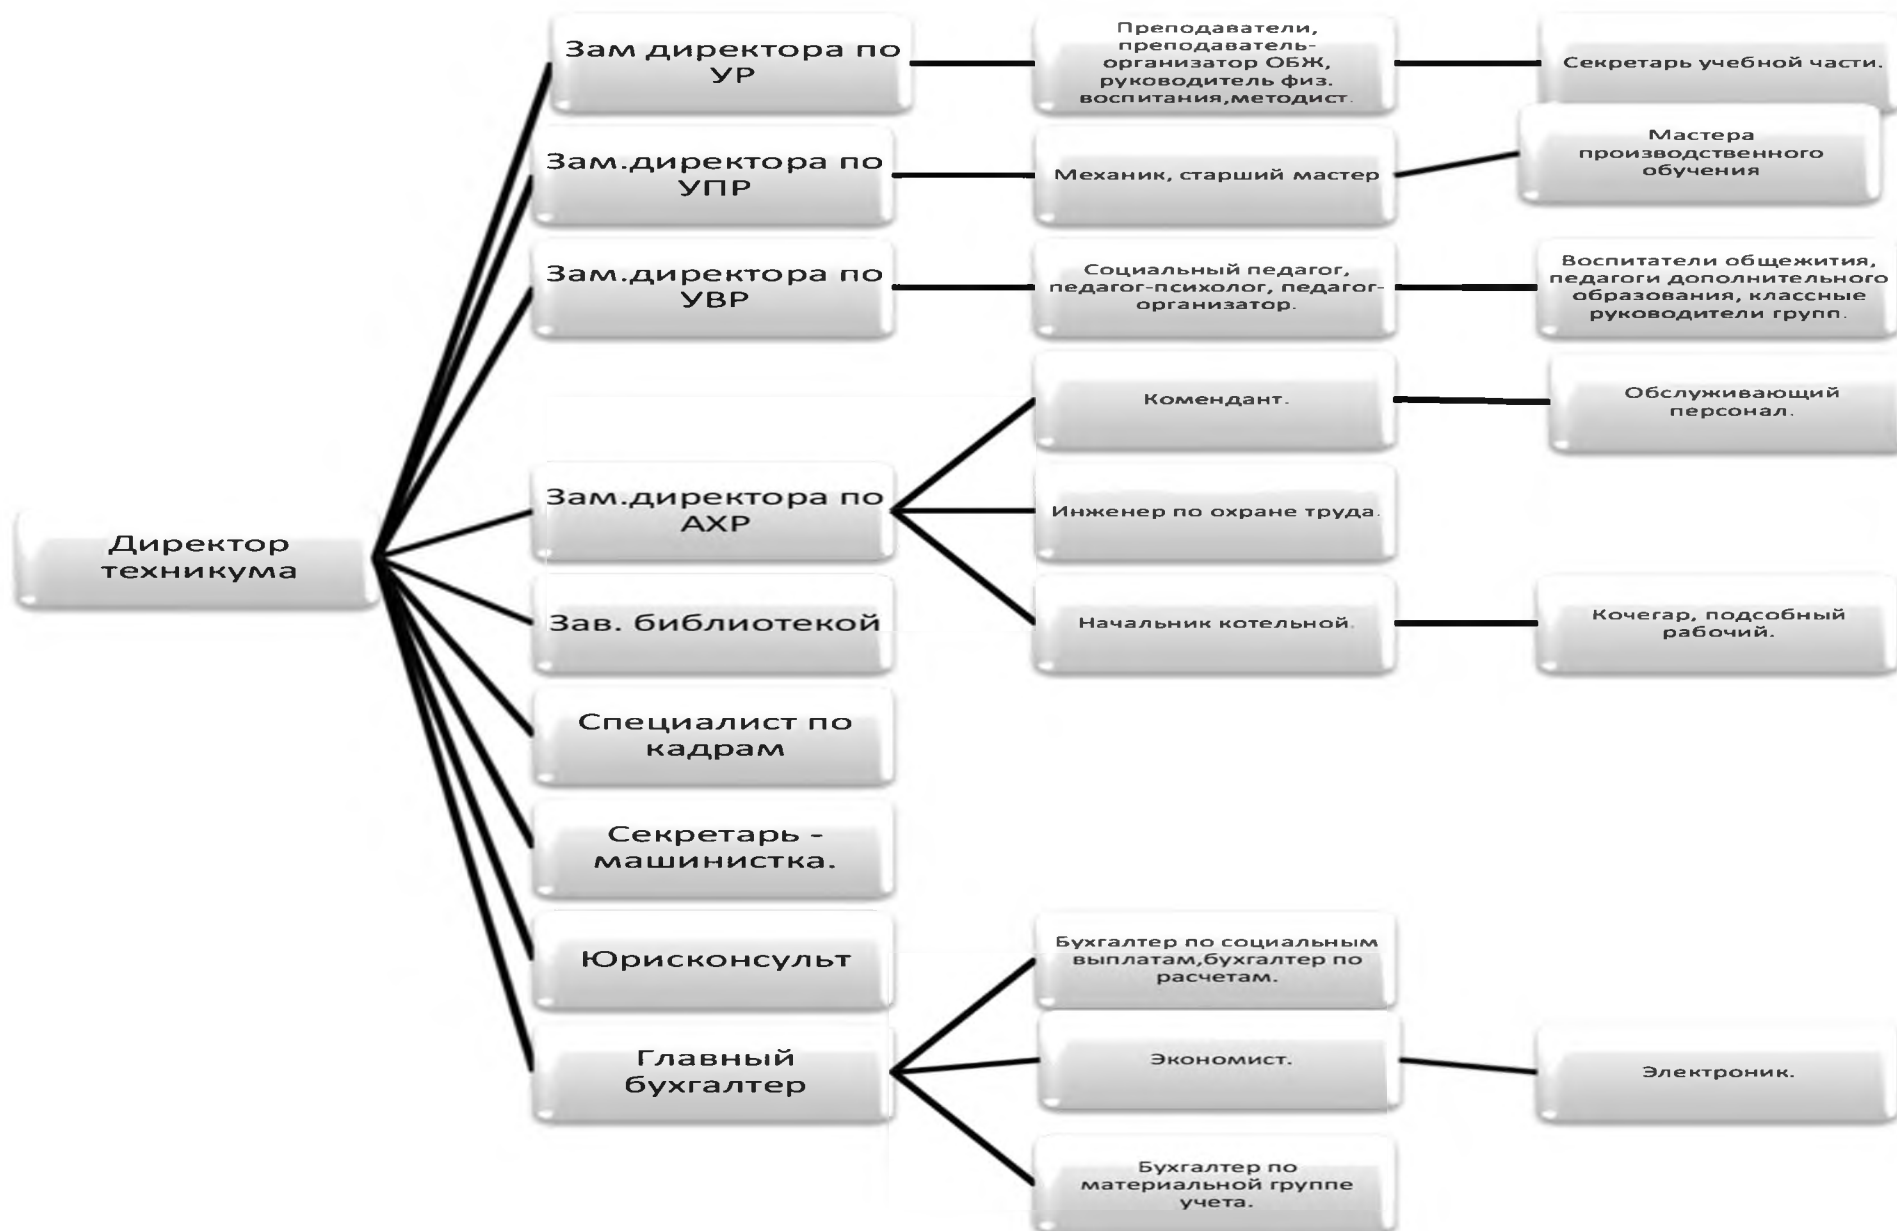 Зам директора по
УР
Преподаватели,
преподаватель-
организатор ОБЖ,
руководитель физ.
воспитания,методист.
Секретарь учебной части.
Зам.директора по
УПР
Механик, старший мастер
Мастера
производственного
обучения
Зам.директора по
УВР
Социальный педагог,
педагог-психолог, педагог-
организатор.
Воспитатели общежития,
педагоги дополнительного
образования, классные
руководители групп.
Комендант.
Обслуживающий
персонал.
Зам.директора по
АХР
Инженер по охране труда.
Директор
техникума
Зав. библиотекой
Начальник котельной.
Кочегар, подсобный
рабочий.
Специалист по
кадрам
Секретарь -
машинистка.
Юрисконсульт
Бухгалтер по социальным
выплатам,бухгалтер по
расчетам.
Главный
бухгалтер
Экономист.
Электроник.
Бухгалтер по
материальной группе
учета.